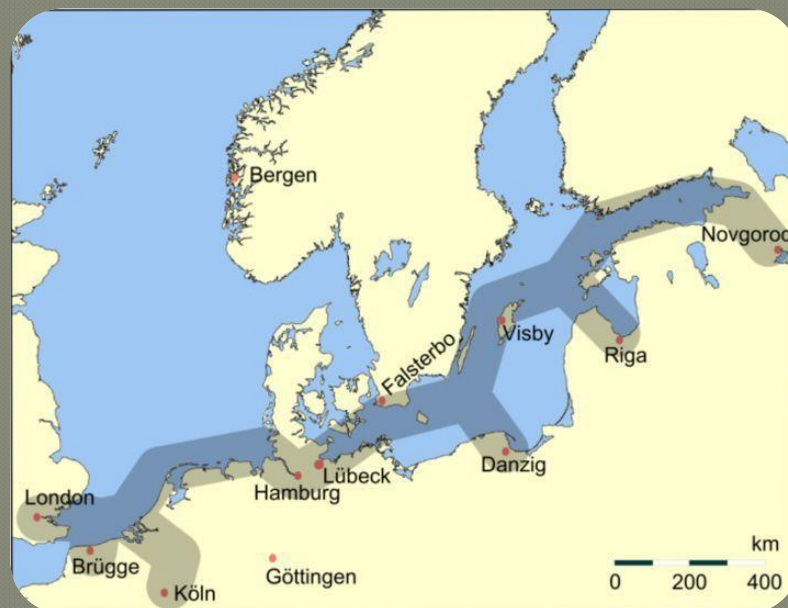 Bergen
Novgorod
Visby
Falsterbo
Riga
Lübeck
Danzig
Hamburg
London
Brügge
Göttingen
Köln
km
0 200 400